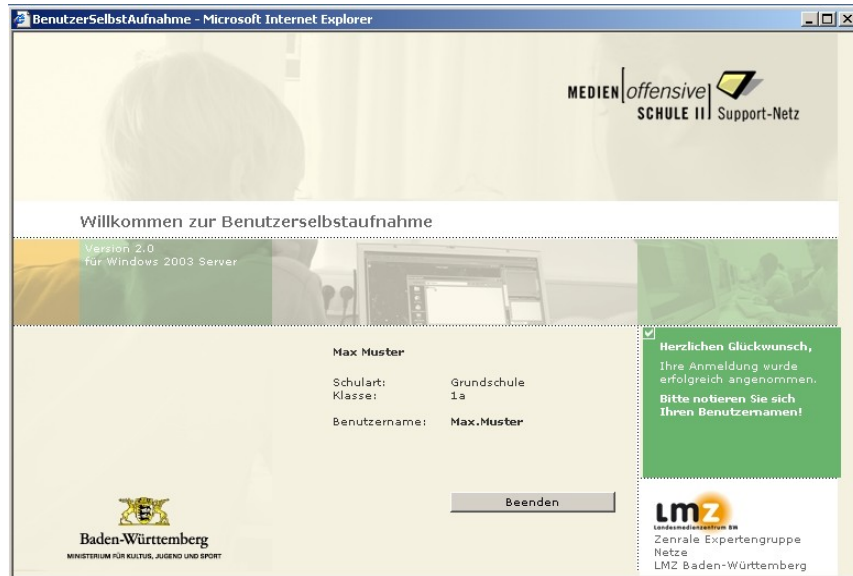 BenutzerSelbstAufnahme - Microsoft Internet Explorer
MEDIEN offensive
SCHULE II Support-Netz
Willkommen zur Benutzerselbstaufnahme
Version 2.0
für Windows 2003 Server
Max Muster
Schulart: Grundschule
Klasse: 1a
Benutzername: Max.Muster
Beenden
Herzlichen Glückwunsch,
Ihre Anmeldung wurde
erfolgreich angenommen.
Bitte notieren Sie sich
Ihren Benutzernamen!
Baden-Württemberg
MINISTERIUM FÜR KULTUS, JUGEND UND SPORT
LMZ
Landesmedienzentrum BW
Zenrale Expertengruppe
Netze
LMZ Baden-Württemberg